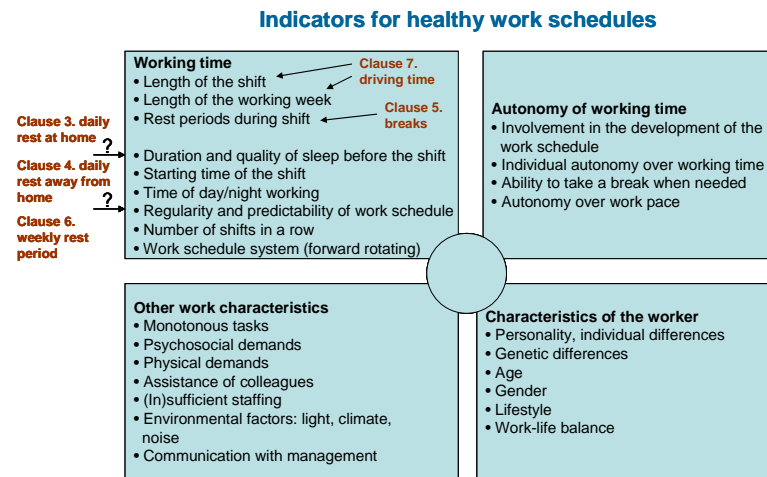 Indicators for healthy work schedules
Working time
• Length of the shift
• Length of the working week
• Rest periods during shift
• Duration and quality of sleep before the shift
• Starting time of the shift
• Time of day/night working
• Regularity and predictability of work schedule
• Number of shifts in a row
• Work schedule system (forward rotating)
Clause 7.
driving time
Clause 5.
breaks
Clause 3. daily
rest at home
?
Clause 4. daily
rest away from
home
?
Clause 6.
weekly rest
period
Autonomy of working time
• Involvement in the development of the
work schedule
• Individual autonomy over working time
• Ability to take a break when needed
• Autonomy over work pace
Other work characteristics
• Monotonous tasks
• Psychosocial demands
• Physical demands
• Assistance of colleagues
• (In)sufficient staffing
• Environmental factors: light, climate,
noise
• Communication with management
Characteristics of the worker
• Personality, individual differences
• Genetic differences
• Age
• Gender
• Lifestyle
• Work-life balance